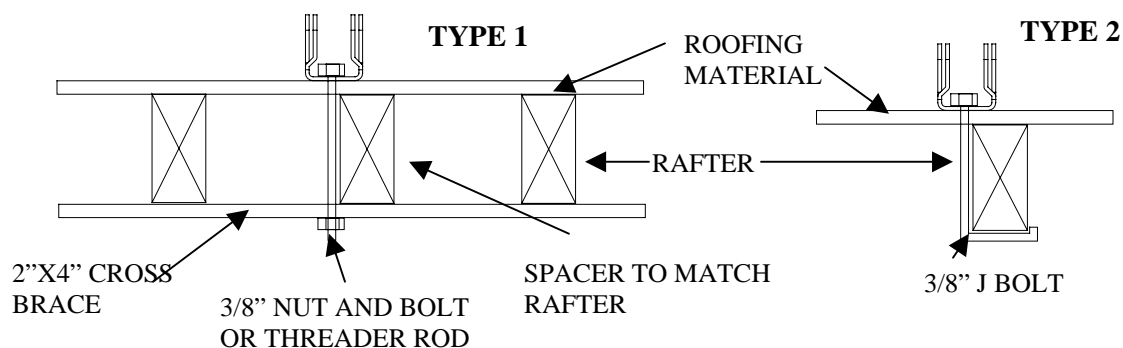 TYPE 1
ROOFING
MATERIAL
TYPE 2
RAFTER
2”X4” CROSS
BRACE
3/8” NUT AND BOLT
OR THREADER ROD
SPACER TO MATCH
RAFTER
3/8” J BOLT